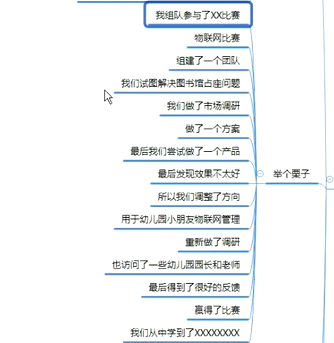 我组队参与了XX比赛
物联网比赛
组建了一个团队
我们试图解决图书馆占座问题
我们做了市场调研
做了一个方案
最后我们尝试做了一个产品
最后发现效果不太好
举个栗子
所以我们调整了方向
用于幼儿园小朋友物联网管理
重新做了调研
也访问了一些幼儿园园长和老师
最后得到了很好的反馈
赢得了比赛
我们从中学到了XXXXXXXX